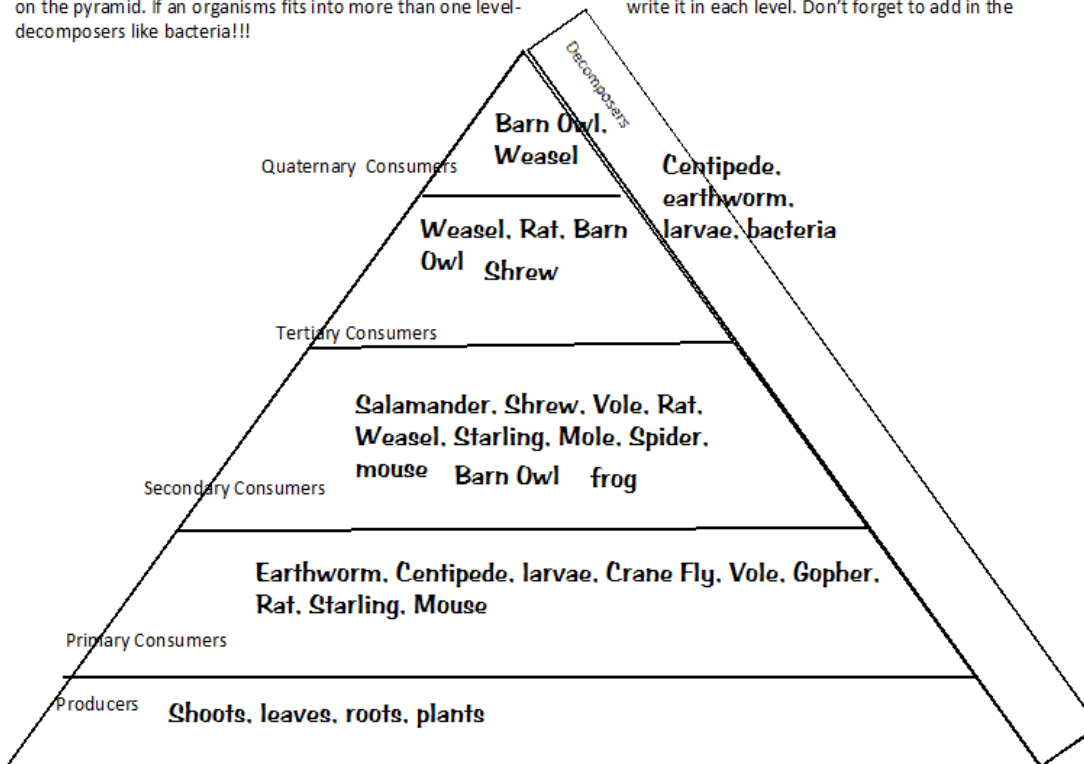 on the pyramid. If an organisms fits into more than one level-
write it in each level. Don't forget to add in the
decomposers like bacteria!!!
Decomposers
Barn Owl,
Weasel
Quaternary Consumers
Centipede,
earthworm,
larvae, bacteria
Weasel, Rat, Barn
Owl Shrew
Tertiary Consumers
Salamander, Shrew, Vole, Rat,
Weasel, Starling, Mole, Spider,
mouse Barn Owl frog
Secondary Consumers
Earthworm, Centipede, larvae, Crane Fly, Vole, Gopher,
Rat, Starling, Mouse
Primary Consumers
Producers
Shoots, leaves, roots, plants